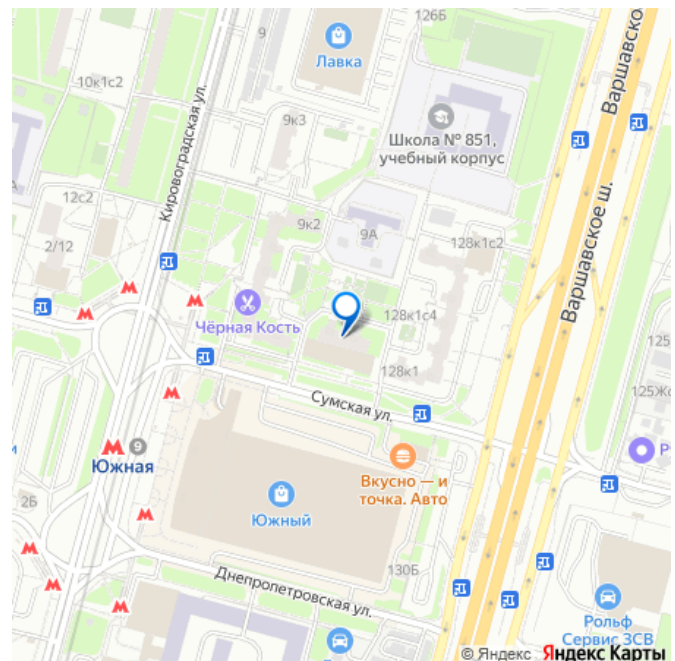 126Б
9
Лавка
Варшавское
10к1с2
9к3
Школа № 851,
учебный корпус
Кировоградская ул.
12с2
2/12
9к2
9А
128к1с2
Варшавское ш.
Чёрная Кость
128к1с4
128к1
125
Сумская ул.
9
Южная
Вкусно — и
точка. Авто
2Б
Южный
130Б
Днепропетровская ул.
Рольф
Сервис ЗСВ
© Яндекс Яндекс Карты